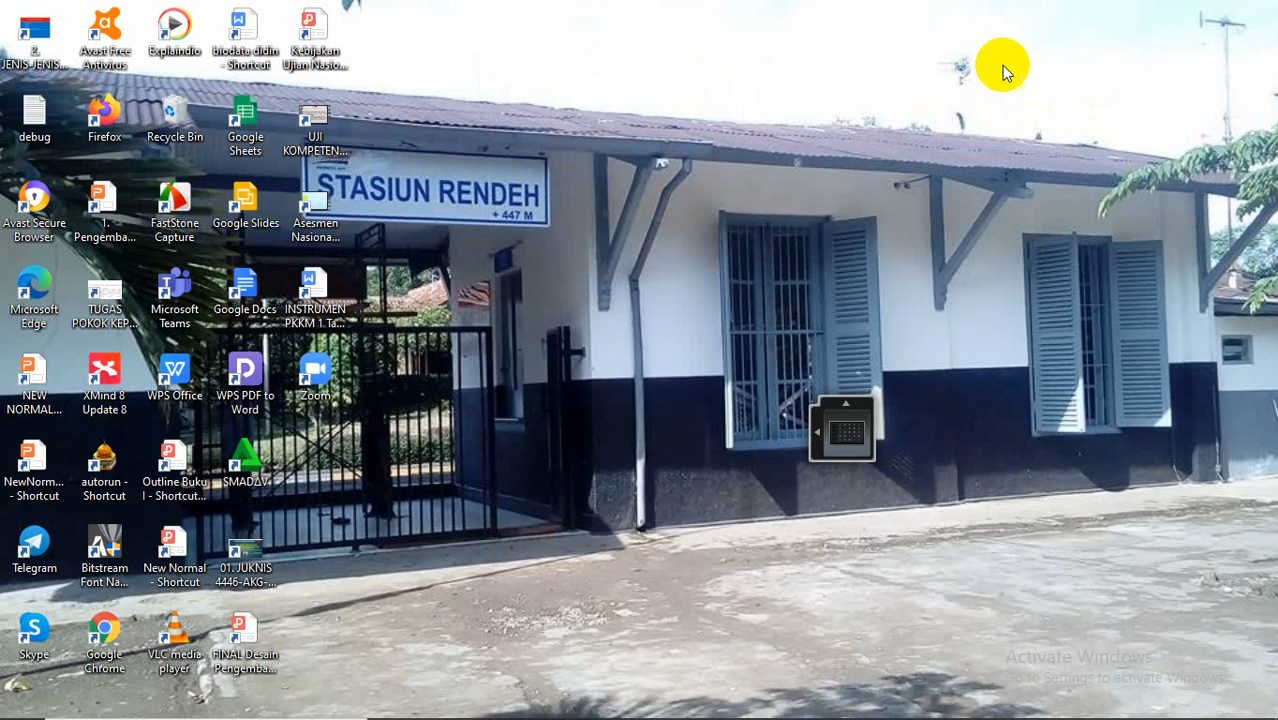 2.
JENIS-JENIS...
Avast Free
Antivirus
Explaindio
biodata didin
- Shortcut
Kebijakan
Ujian Nasio...
debug
Firefox
Recycle Bin
Google
Sheets
UJI
KOMPETEN...
STASIUN RENDEH
+ 447 M
Avast Secure
Browser
1.
Pengemba...
FastStone
Capture
Google Slides
Asesmen
Nasiona...
Microsoft
Edge
TUGAS
POKOK KEP...
Microsoft
Teams
Google Docs
INSTRUMEN
PKKM 1 Ta...
NEW
NORMAL...
XMind 8
Update 8
WPS Office
WPS PDF to
Word
Zoom
NewNorm...
- Shortcut
autorun -
Shortcut
Outline Buku
I - Shortcut...
SMADAV
Telegram
Bitstream
Font Na...
New Normal
- Shortcut
01. JUKNIS
4446-AKG-...
Skype
Google
Chrome
VLC media
player
FINAL Desain
Pengemba...
Activate Windows
Go to Settings to activate Windows.